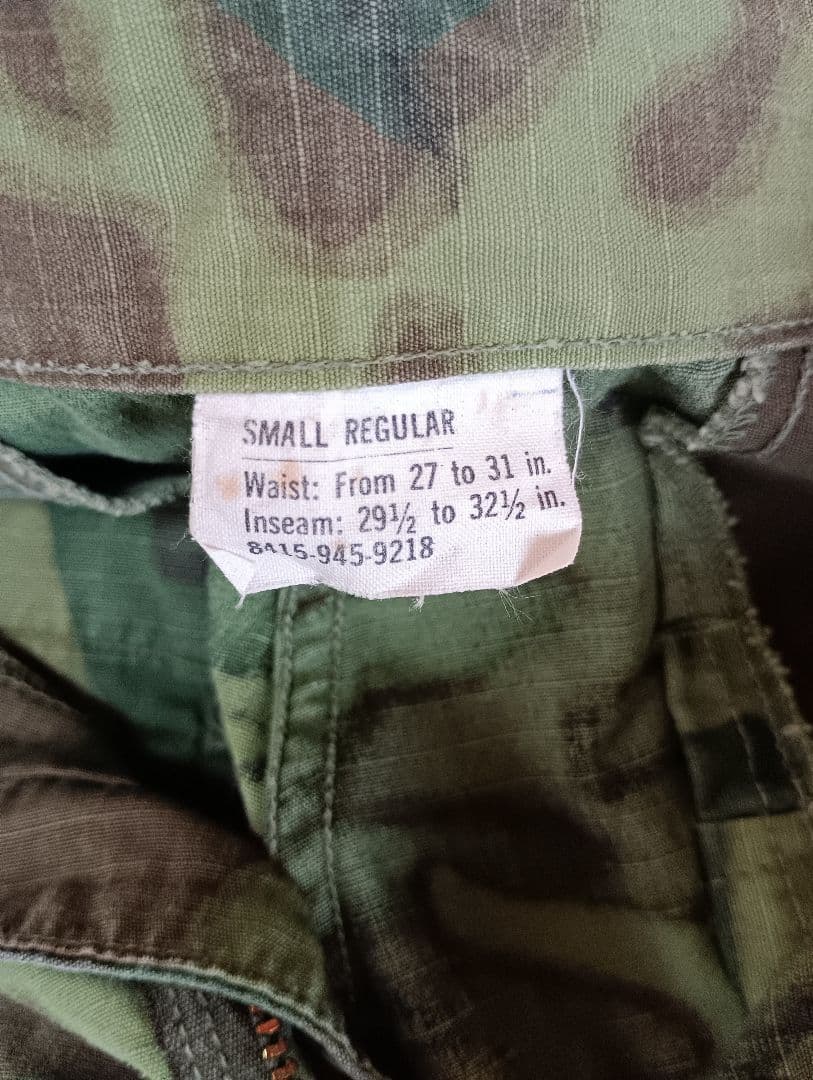 SMALL REGULAR
Waist: From 27 to 31 in.
Inseam: 29½ to 32½ in.
8415-945-9218